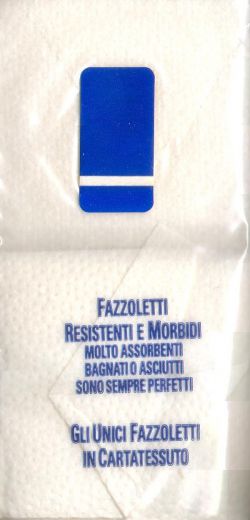 FAZZOLETTI
RESISTENTI E MORBIDI
MOLTO ASSORBENTI
BAGNATI O ASCIUTTI
SONO SEMPRE PERFETTI
GLI UNICI FAZZOLETTI
IN CARTATESSUTO